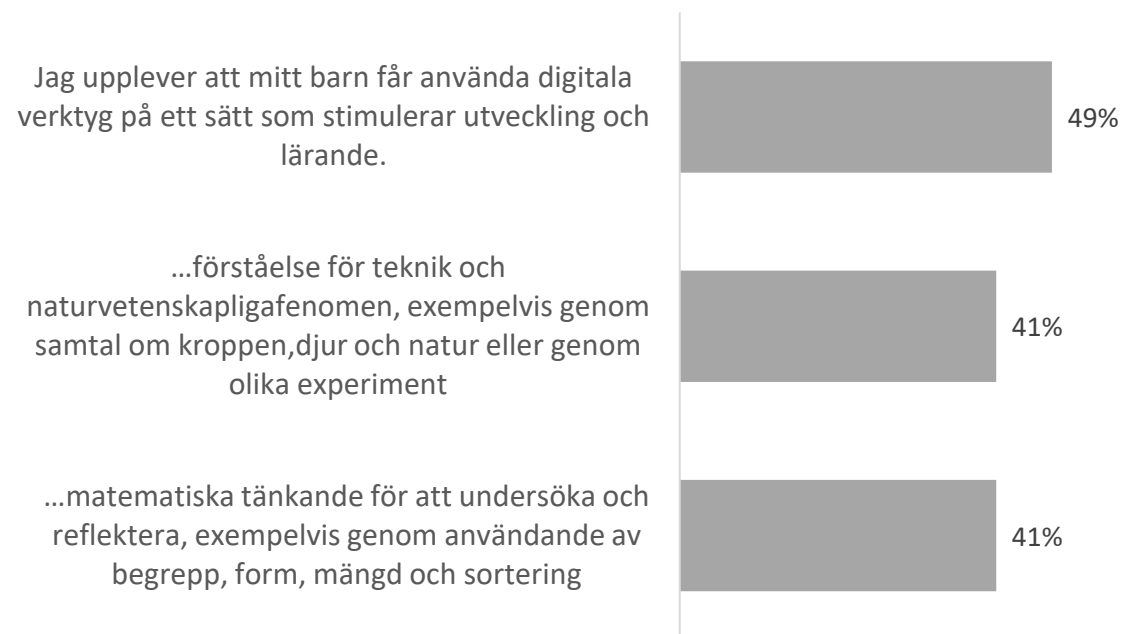 Jag upplever att mitt barn får använda digitala
verktyg på ett sätt som stimulerar utveckling och
lärande.
49%
…förståelse för teknik och
naturvetenskapligafenomen, exempelvis genom
samtal om kroppen,djur och natur eller genom
olika experiment
41%
…matematiska tänkande för att undersöka och
reflektera, exempelvis genom användande av
begrepp, form, mängd och sortering
41%